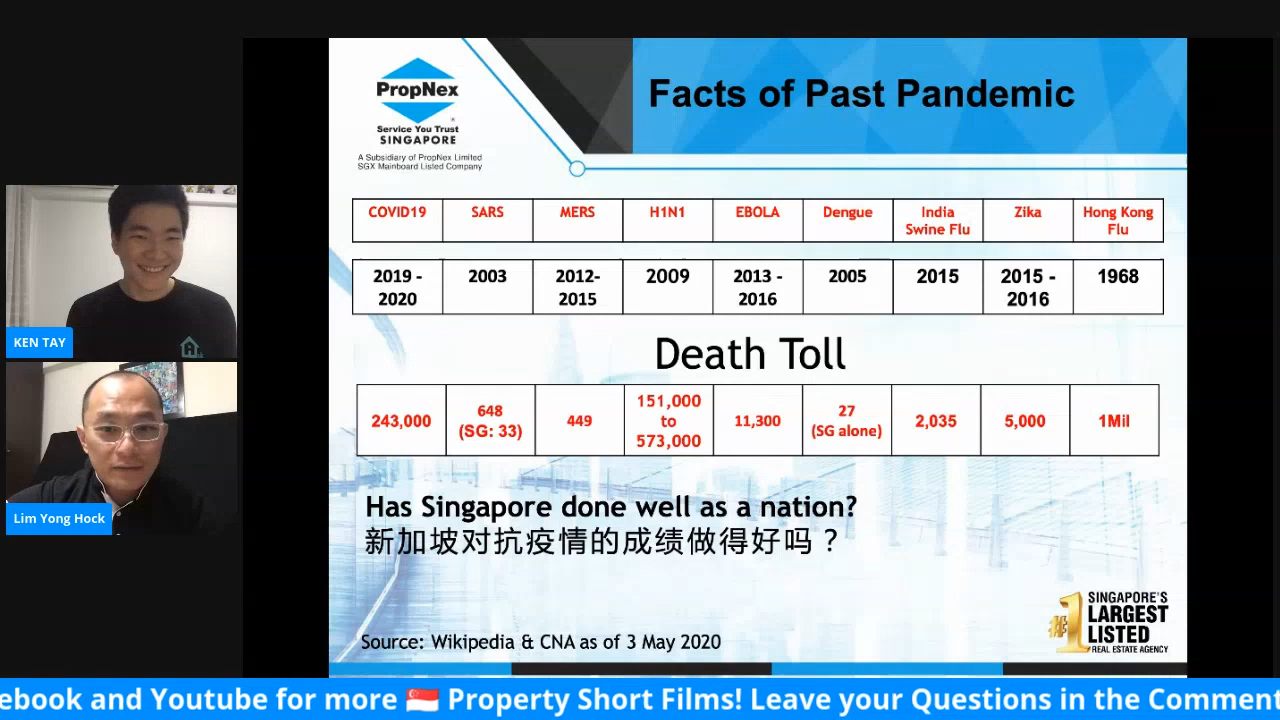 PropNex
Service You Trust
SINGAPORE
A Subsidiary of PropNex Limited
SGX Mainboard Listed Company
Facts of Past Pandemic
COVID19 SARS MERS H1N1 EBOLA Dengue India Swine Flu Zika Hong Kong Flu
2019 - 2020 2003 2012-2015 2009 2013 - 2016 2005 2015 2015 - 2016 1968
Death Toll
243,000 648 (SG: 33) 449 151,000 to 573,000 11,300 27 (SG alone) 2,035 5,000 1Mil
Has Singapore done well as a nation?
新加坡对抗疫情的成绩做得好吗？
Source: Wikipedia & CNA as of 3 May 2020
#1 SINGAPORE'S
LARGEST
LISTED
REAL ESTATE AGENCY
KEN TAY
Lim Yong Hock
ebook and Youtube for more 🇸🇬 Property Short Films! Leave your Questions in the Comment